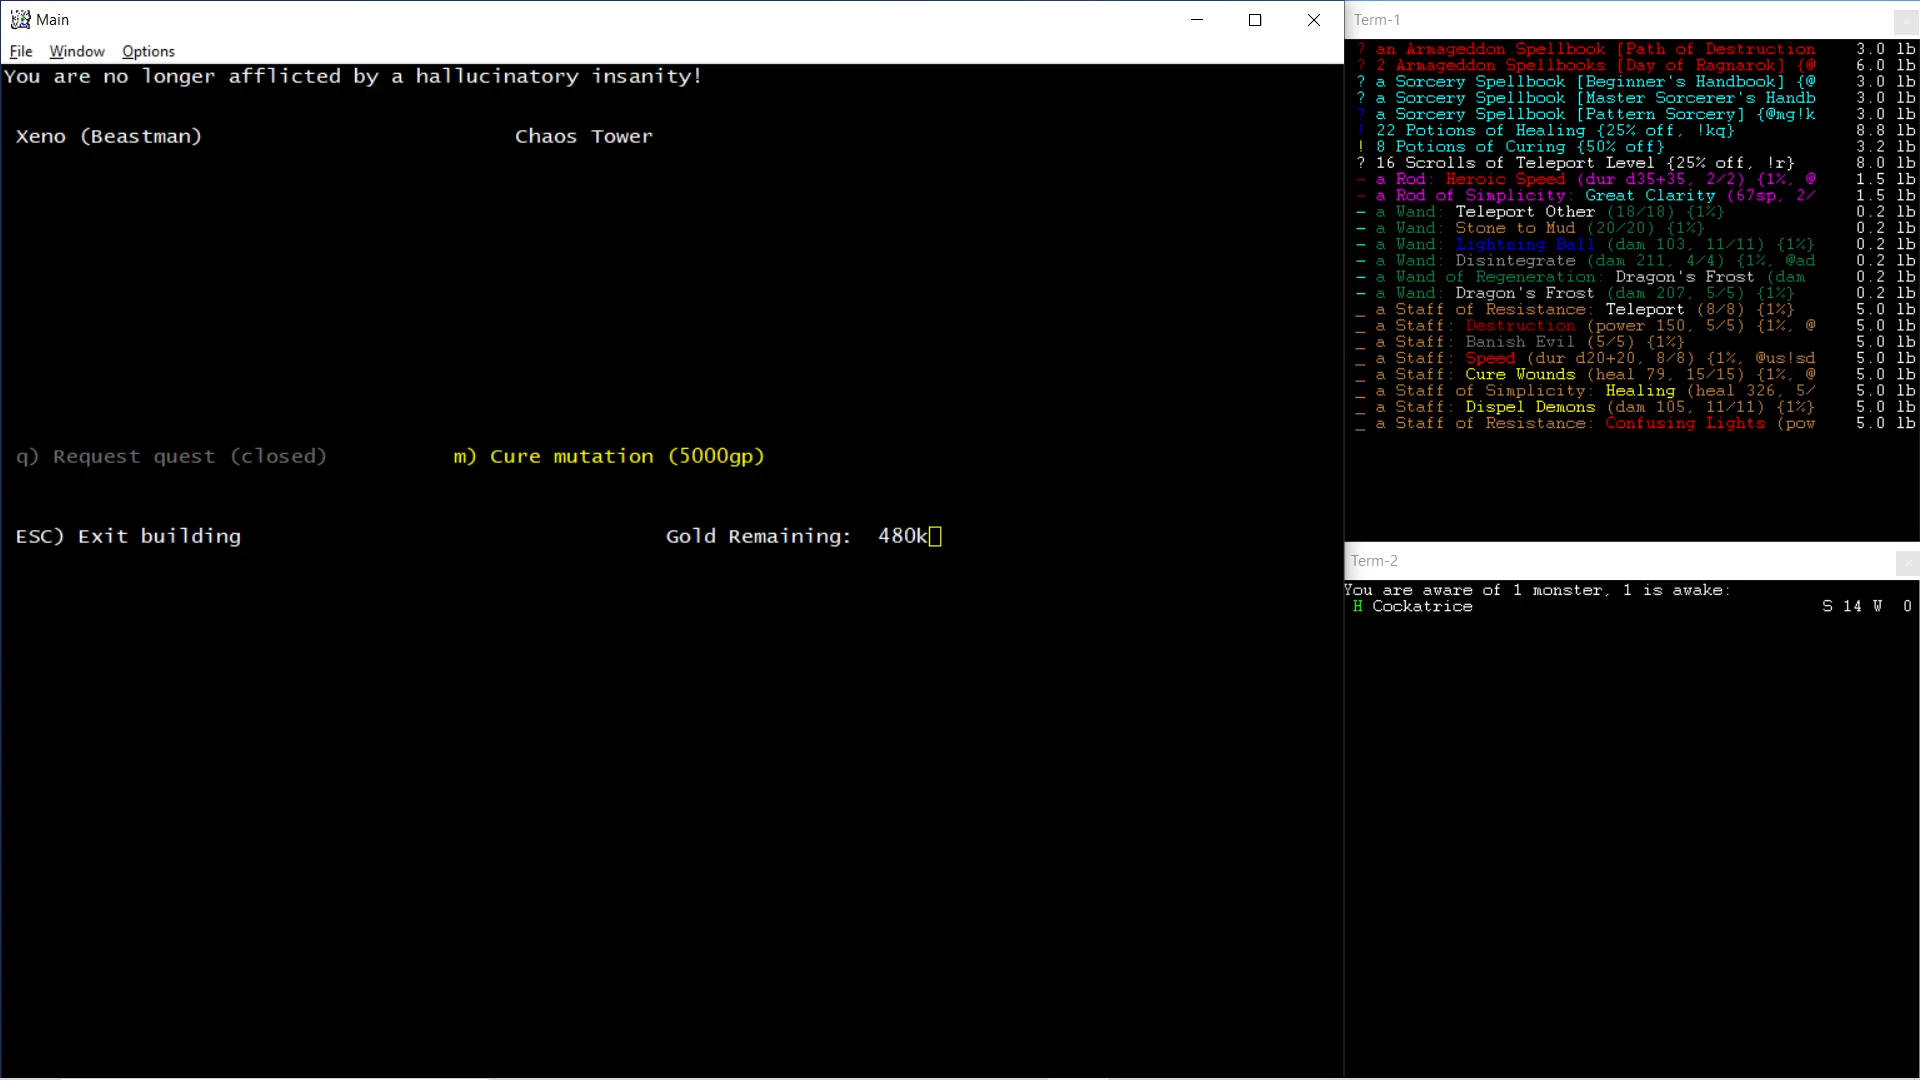 Main
File Window Options
You are no longer afflicted by a hallucinatory insanity!
Xeno (Beastman) Chaos Tower
q) Request quest (closed) m) Cure mutation (5000gp)
ESC) Exit building Gold Remaining: 480k
Term-1
? an Armageddon Spellbook [Path of Destruction 3.0 lb
? 2 Armageddon Spellbooks [Day of Ragnarok] {@ 6.0 lb
? a Sorcery Spellbook [Beginner's Handbook] {@ 3.0 lb
? a Sorcery Spellbook [Master Sorcerer's Handb 3.0 lb
? a Sorcery Spellbook [Pattern Sorcery] {@mg!k 3.0 lb
! 22 Potions of Healing {25% off, !kq} 8.8 lb
! 8 Potions of Curing {50% off} 3.2 lb
? 16 Scrolls of Teleport Level {25% off, !r} 8.0 lb
- a Rod: Heroic Speed (dur d35+35, 2/2) {1%, @ 1.5 lb
- a Rod of Simplicity: Great Clarity (67sp, 2/ 1.5 lb
- a Wand: Teleport Other (18/18) {1%} 0.2 lb
- a Wand: Stone to Mud (20/20) {1%} 0.2 lb
- a Wand: Lightning Ball (dam 103, 11/11) {1%} 0.2 lb
- a Wand: Disintegrate (dam 211, 4/4) {1%, @ad 0.2 lb
- a Wand of Regeneration: Dragon's Frost (dam 0.2 lb
- a Wand: Dragon's Frost (dam 207, 5/5) {1%} 0.2 lb
_ a Staff of Resistance: Teleport (8/8) {1%} 5.0 lb
_ a Staff: Destruction (power 150, 5/5) {1%, @ 5.0 lb
_ a Staff: Banish Evil (5/5) {1%} 5.0 lb
_ a Staff: Speed (dur d20+20, 8/8) {1%, @us!sd 5.0 lb
_ a Staff: Cure Wounds (heal 79, 15/15) {1%, @ 5.0 lb
_ a Staff of Simplicity: Healing (heal 326, 5/ 5.0 lb
_ a Staff: Dispel Demons (dam 105, 11/11) {1%} 5.0 lb
_ a Staff of Resistance: Confusing Lights (pow 5.0 lb
Term-2
You are aware of 1 monster, 1 is awake:
H Cockatrice S 14 W 0